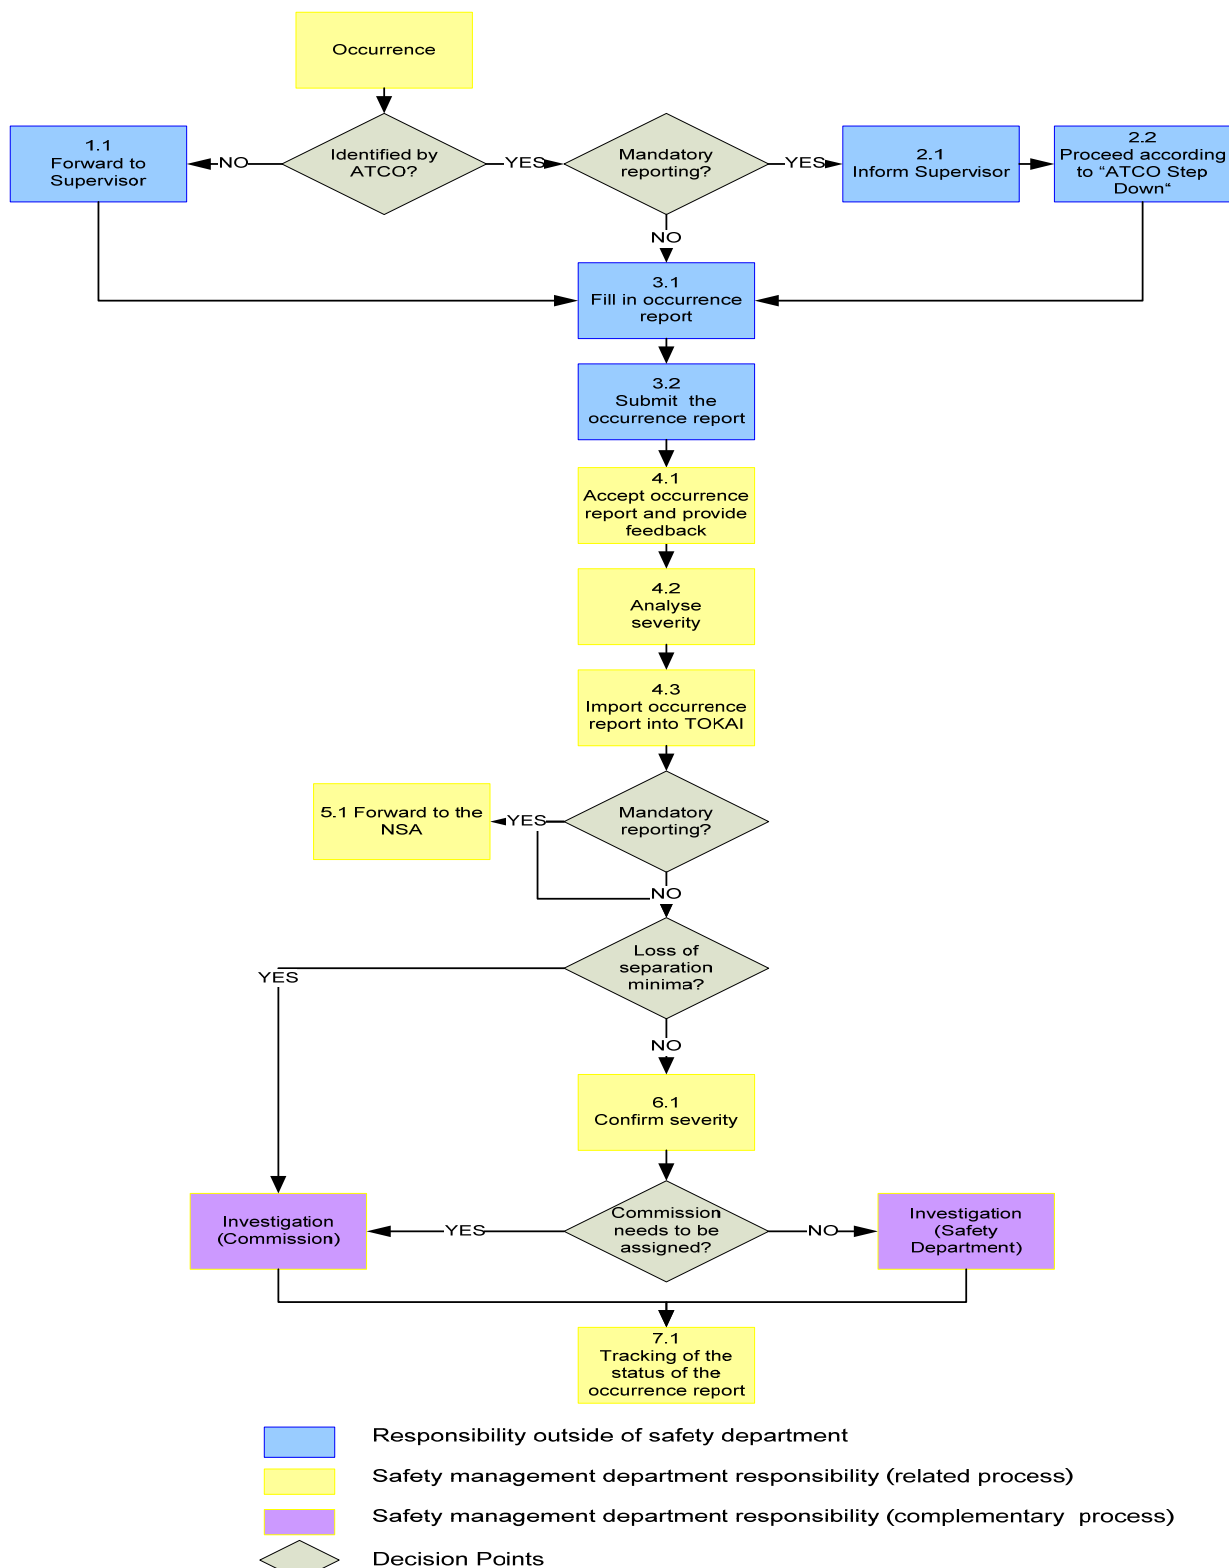 Occurrence
Identified by
ATCO?
NO
YES
1.1
Forward to
Supervisor
Mandatory
reporting?
YES
NO
2.1
Inform Supervisor
2.2
Proceed according
to “ATCO Step
Down“
3.1
Fill in occurrence
report
3.2
Submit the
occurrence report
4.1
Accept occurrence
report and provide
feedback
4.2
Analyse
severity
4.3
Import occurrence
report into TOKAI
Mandatory
reporting?
YES
NO
5.1 Forward to the
NSA
Loss of
separation
minima?
YES
NO
6.1
Confirm severity
Commission
needs to be
assigned?
YES
NO
Investigation
(Commission)
Investigation
(Safety
Department)
7.1
Tracking of the
status of the
occurrence report
Responsibility outside of safety department
Safety management department responsibility (related process)
Safety management department responsibility (complementary process)
Decision Points